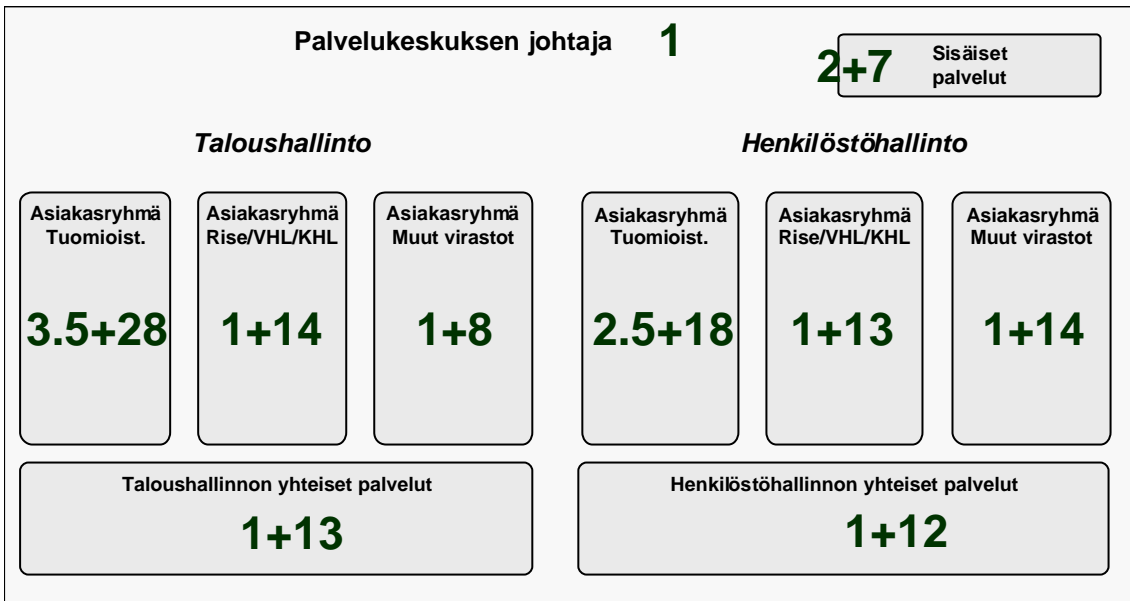 Palvelukeskuksen johtaja 1
2+7
Sisäiset
palvelut
Taloushallinto
Henkilöstöhallinto
Asiakasryhmä
Tuomioist.
3.5+28
Asiakasryhmä
Rise/VHL/KHL
1+14
Asiakasryhmä
Muut virastot
1+8
Asiakasryhmä
Tuomioist.
2.5+18
Asiakasryhmä
Rise/VHL/KHL
1+13
Asiakasryhmä
Muut virastot
1+14
Taloushallinnon yhteiset palvelut
1+13
Henkilöstöhallinnon yhteiset palvelut
1+12